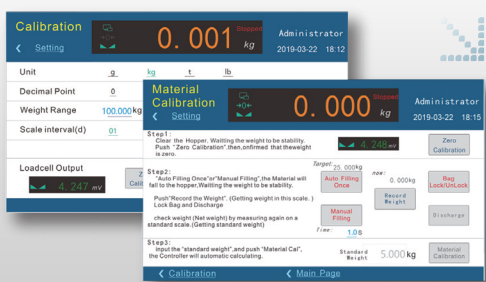 Calibration
Setting
→0←
0.001 kg
Stopped
Administrator
2019-03-22 18:12
Unit g kg t lb
Decimal Point 0
Weight Range 100.000 kg
Scale interval(d) 01
Loadcell Output
4.247 mV
Z
Cali
Material
Calibration
Setting
→0←
0.000 kg
Stopped
Administrator
2019-03-22 18:15
Step1:
Clear the Hopper, Waitting the weight to be stability.
Push "Zero Calibration",then,confirmed that theweight
is zero.
4.248 mV
Zero
Calibration
Step2:
"Auto Filling Once"or"Manual Filling",the Material will
fall to the hopper,Waitting the weight to be stability.
Push"Record the Weight". (Getting weight in this scale. )
Lock Bag and Discharge
check weight (Net weight) by measuring again on a
standard scale.(Getting standard weight)
Target: 25.000kg
Auto Filling
Once
now: 0.000kg
Bag
Lock/UnLock
Record
Weight
Manual
Filling
Discharge
Time: 1.0s
Step3:
input the "standard weight",and push "Material Cal",
the Controller will automatic calculating.
Standard
Weight
5.000 kg
Material
Calibration
Calibration
Main Page